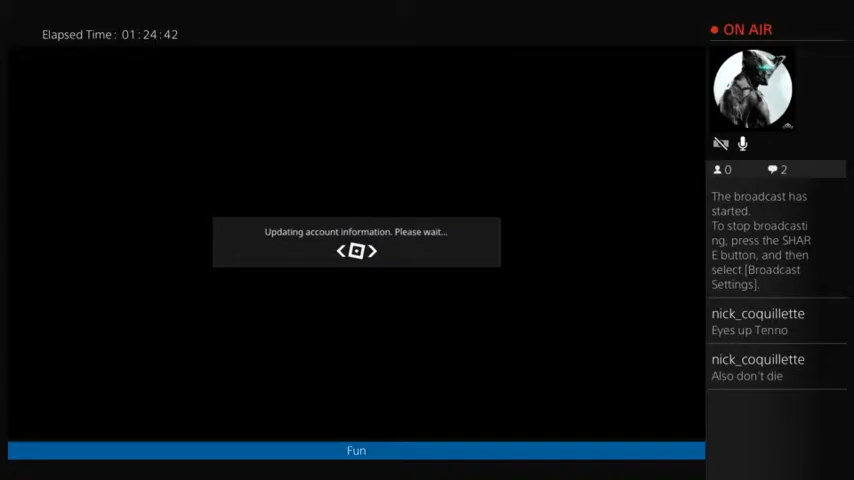 Elapsed Time: 01:24:42
ON AIR
0 2
The broadcast has
started.
To stop broadcasti
ng, press the SHAR
E button, and then
select [Broadcast
Settings].
Updating account information. Please wait...
nick_coquillette
Eyes up Tenno
nick_coquillette
Also don't die
Fun